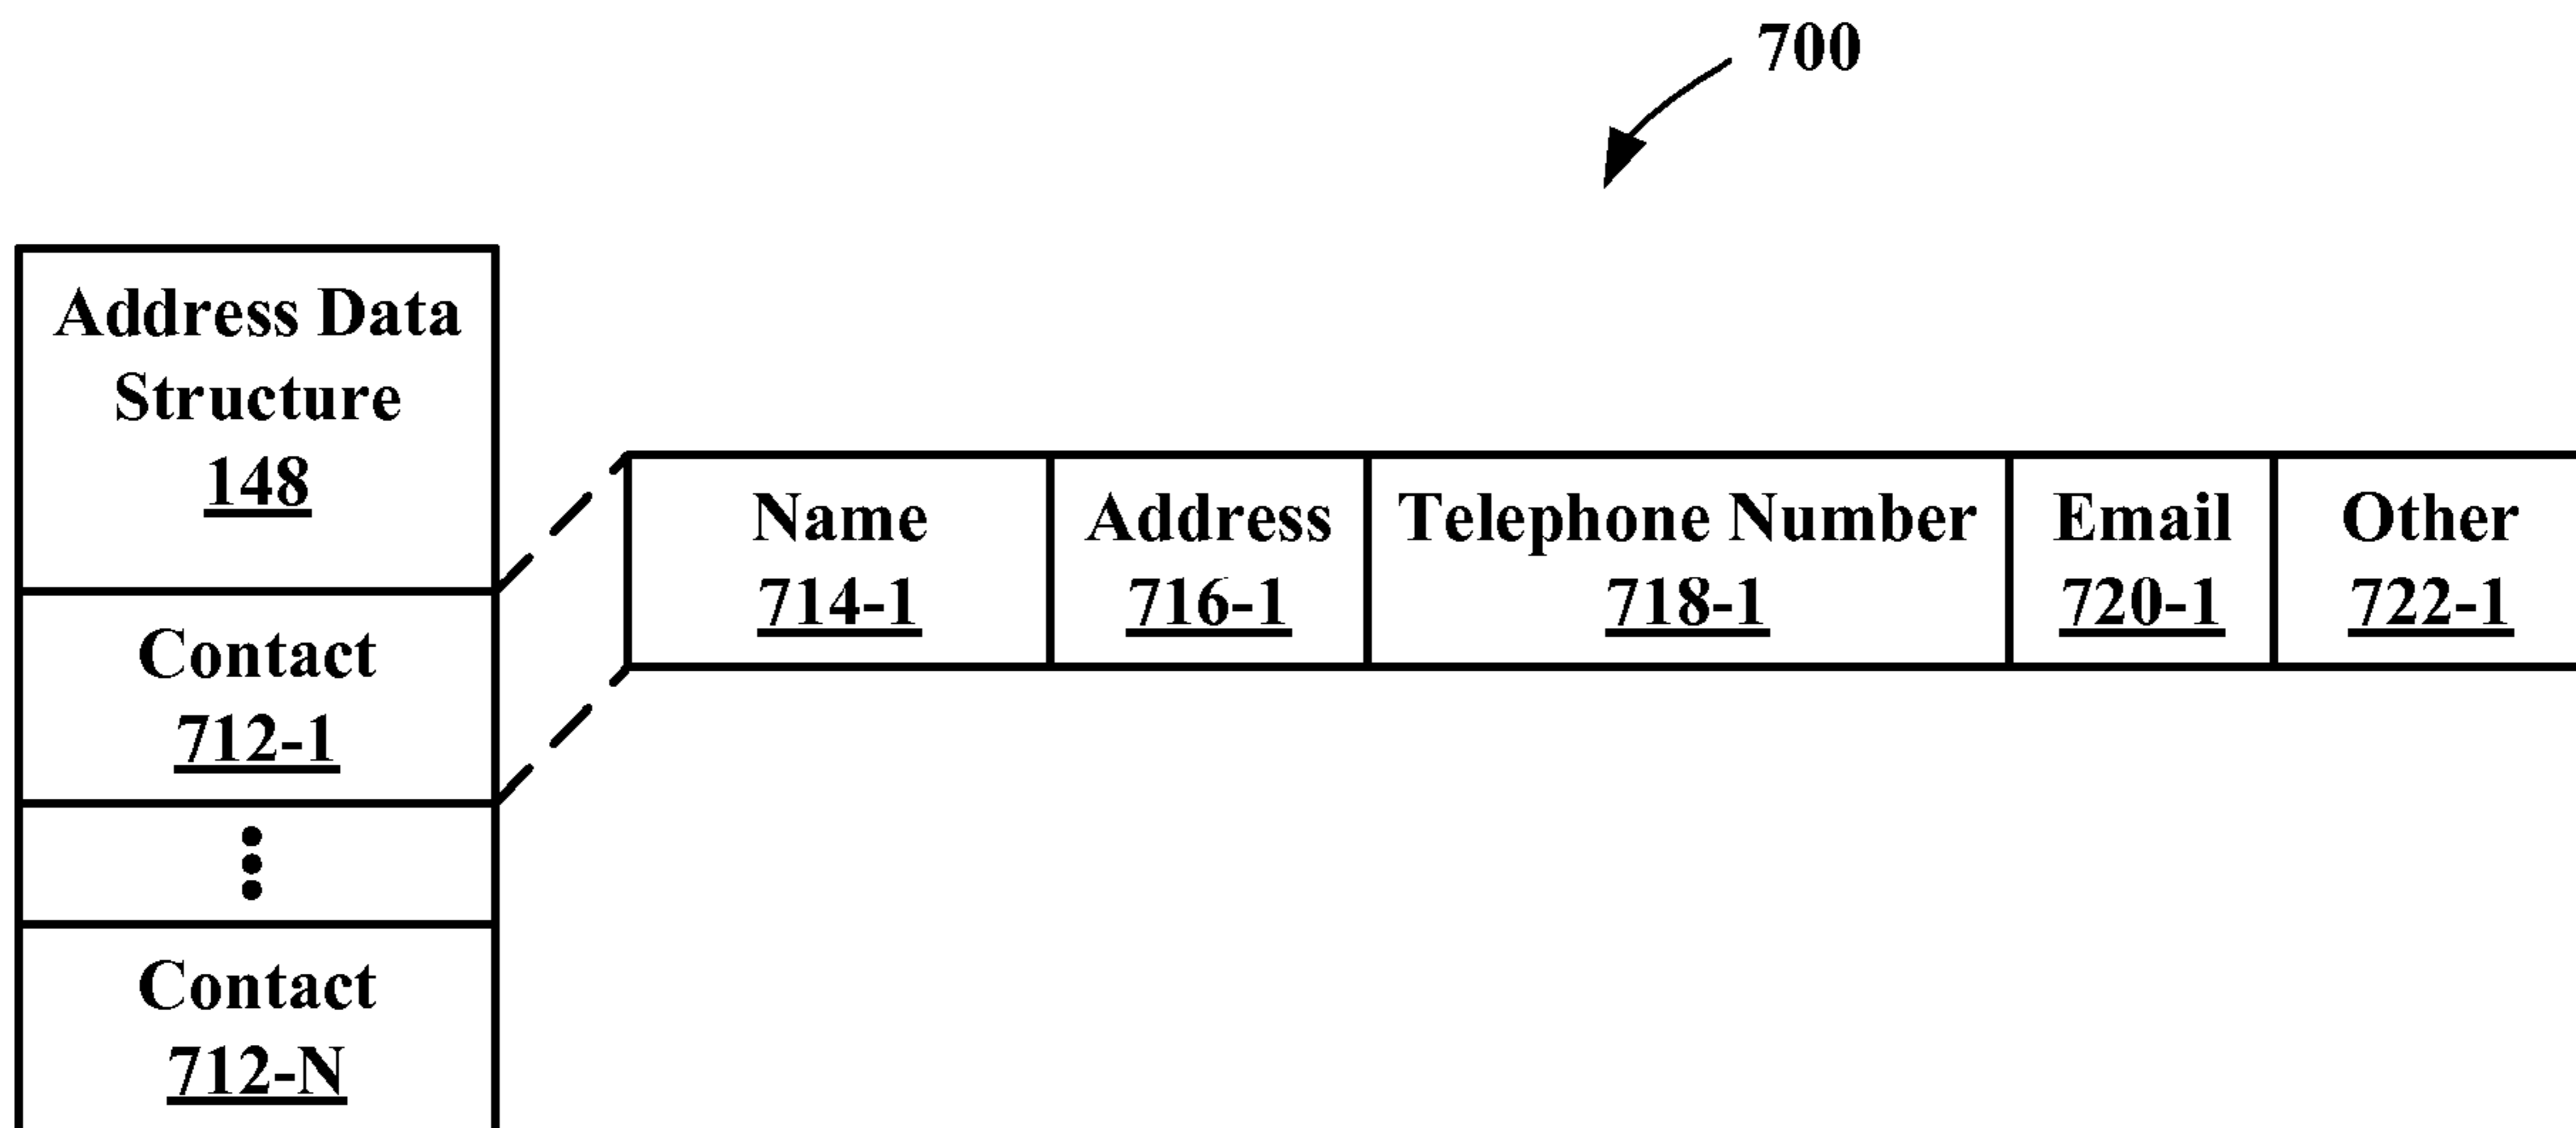 700
Address Data
Structure
148
Contact
712-1
Contact
712-N
Name
714-1
Address
716-1
Telephone Number
718-1
Email
720-1
Other
722-1